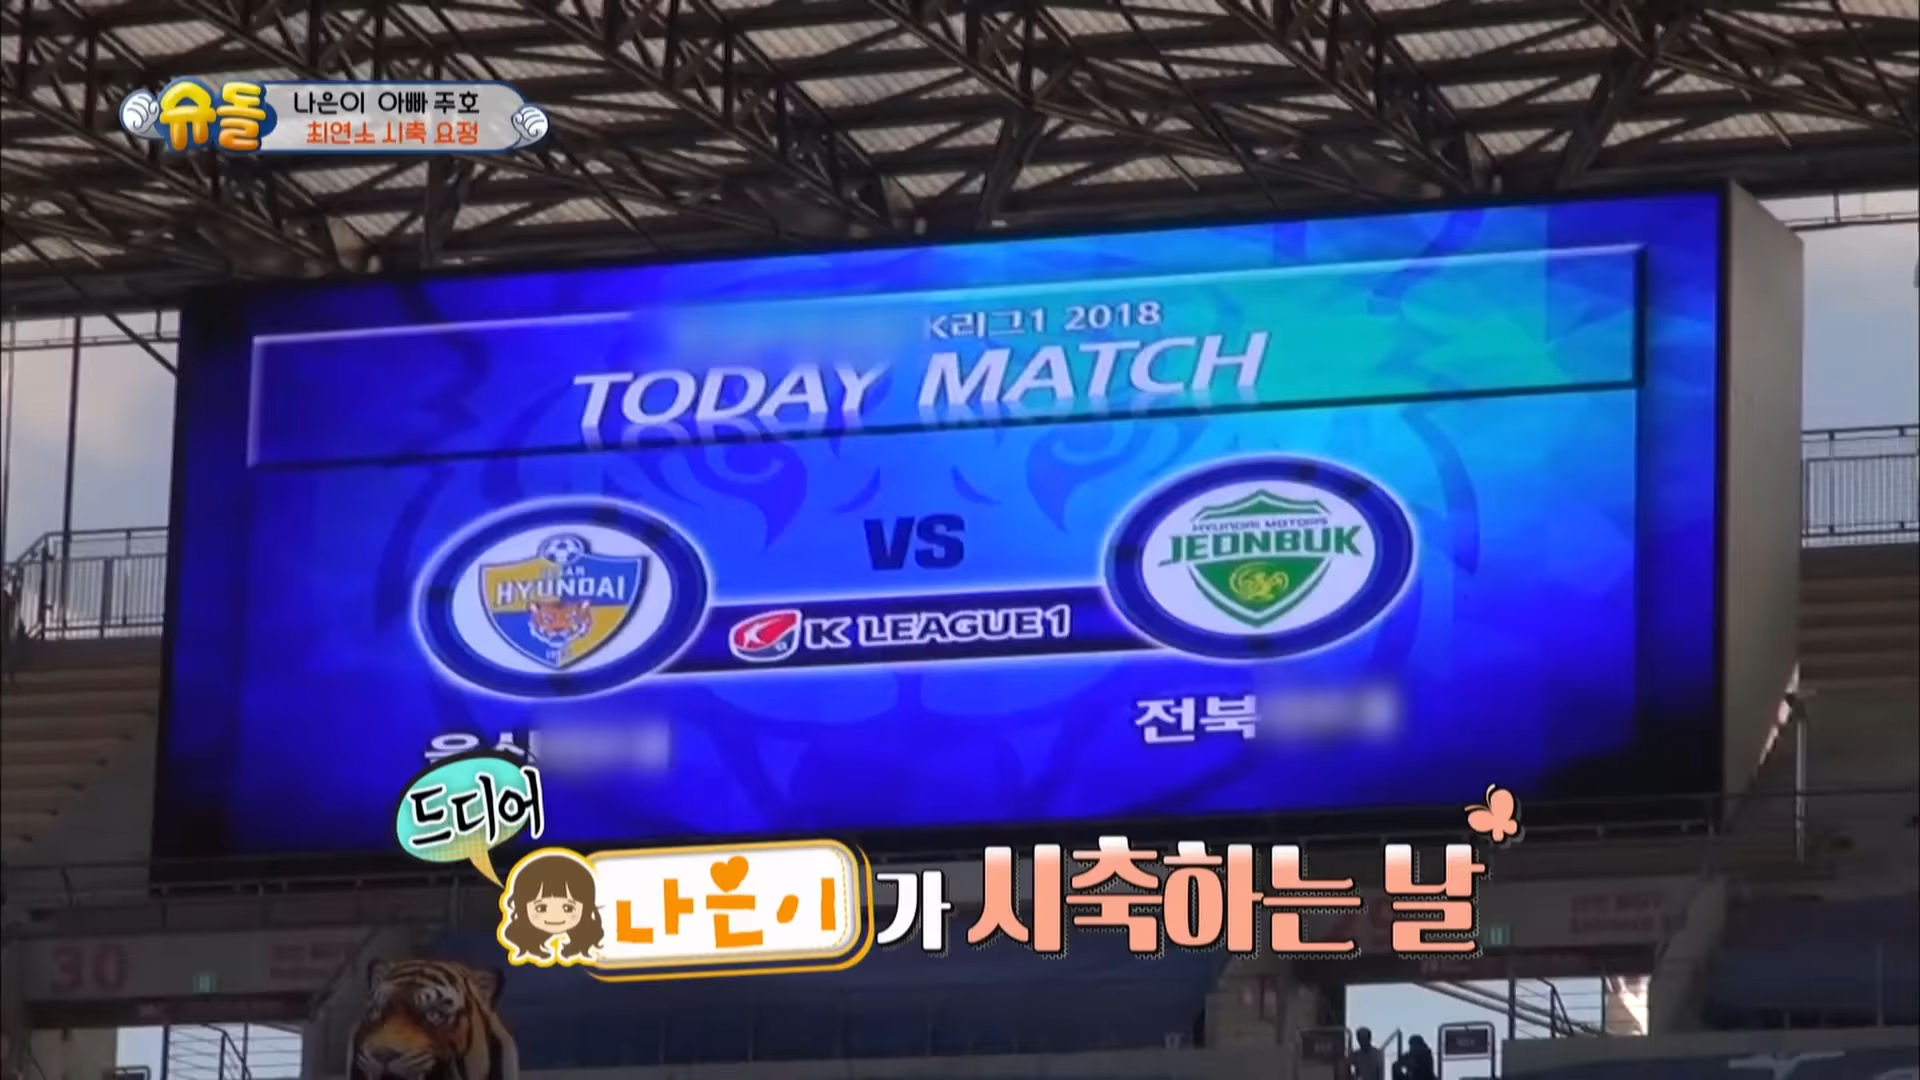 슈돌
나은이 아빠 주호
최연소 시축 요정
K리그1 2018
TODAY MATCH
VS
HYUNDAI
HYUNDAI MOTORS
JEONBUK
K LEAGUE 1
전북
드디어
나은이가 시축하는 날
30